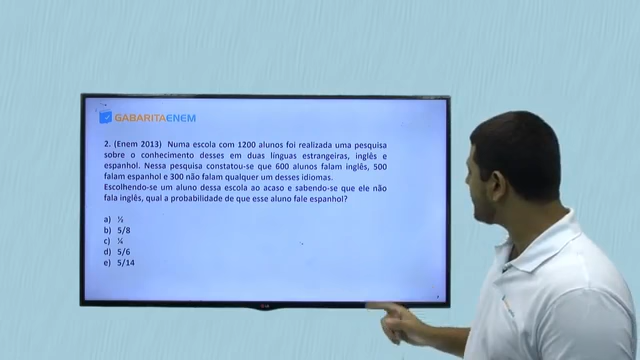 GABARITAENEM
2. (Enem 2013) Numa escola com 1200 alunos foi realizada uma pesquisa
sobre o conhecimento desses em duas línguas estrangeiras, inglês e
espanhol. Nessa pesquisa constatou-se que 600 alunos falam inglês, 500
falam espanhol e 300 não falam qualquer um desses idiomas.
Escolhendo-se um aluno dessa escola ao acaso e sabendo-se que ele não
fala inglês, qual a probabilidade de que esse aluno fale espanhol?
a) ½
b) 5/8
c) ¼
d) 5/6
e) 5/14